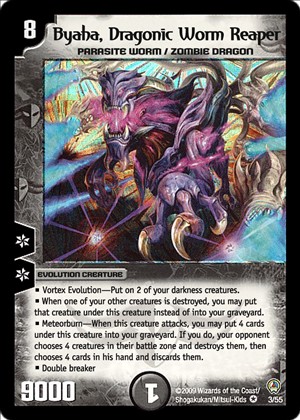 8
Byaha, Dragonic Worm Reaper
PARASITE WORM / ZOMBIE DRAGON
EVOLUTION CREATURE
■ Vortex Evolution—Put on 2 of your darkness creatures.
■ When one of your other creatures is destroyed, you may put
that creature under this creature instead of into your graveyard.
■ Meteorburn—When this creature attacks, you may put 4 cards
under this creature into your graveyard. If you do, your opponent
chooses 4 creatures in their battle zone and destroys them, then
chooses 4 cards in his hand and discards them.
■ Double breaker
9000
1
©2009 Wizards of the Coast/
Shogakukan/Mitsui-Kids
3/55